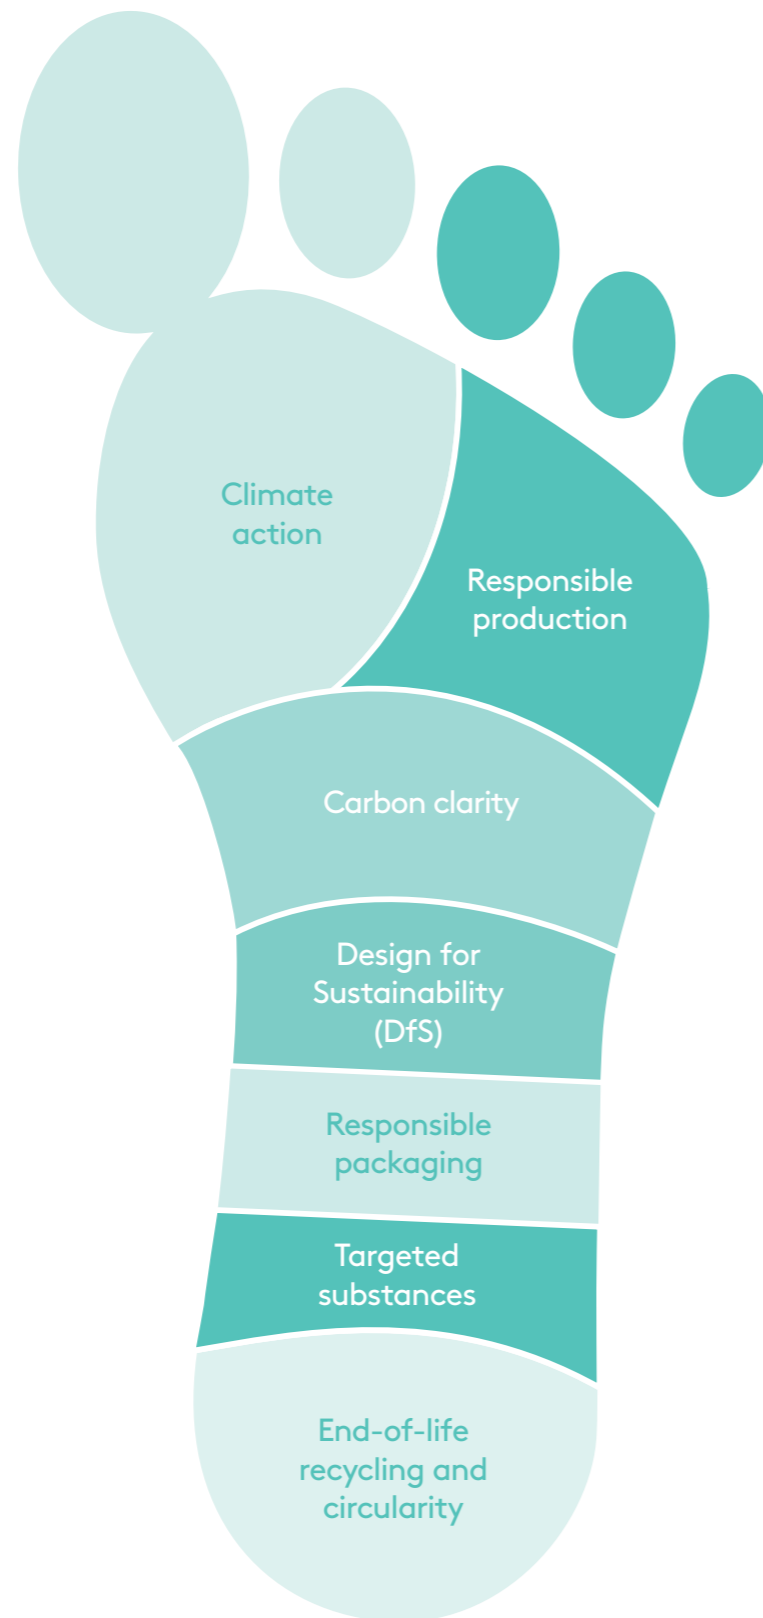 Climate
action
Responsible
production
Carbon clarity
Design for
Sustainability
(DfS)
Responsible
packaging
Targeted
substances
End-of-life
recycling and
circularity